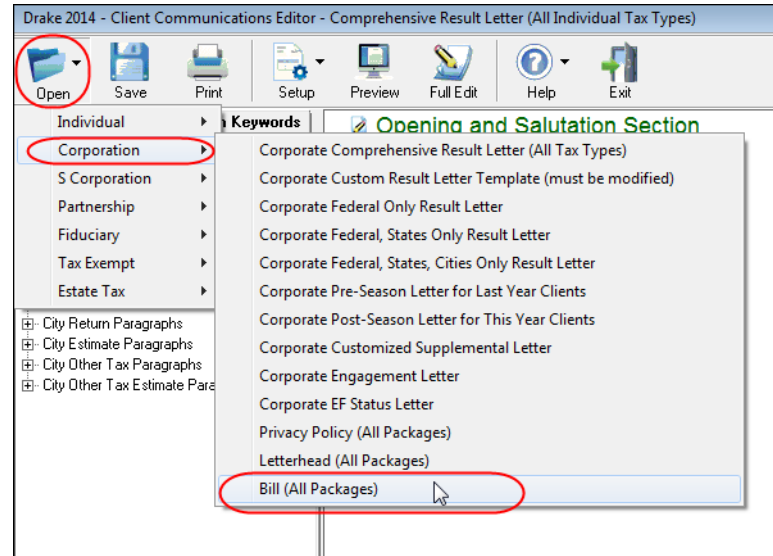 Drake 2014 - Client Communications Editor - Comprehensive Result Letter (All Individual Tax Types)
Open Save Print Setup Preview Full Edit Help Exit
Individual
Corporation
S Corporation
Partnership
Fiduciary
Tax Exempt
Estate Tax
Keywords
Opening and Salutation Section
Corporate Comprehensive Result Letter (All Tax Types)
Corporate Custom Result Letter Template (must be modified)
Corporate Federal Only Result Letter
Corporate Federal, States Only Result Letter
Corporate Federal, States, Cities Only Result Letter
Corporate Pre-Season Letter for Last Year Clients
Corporate Post-Season Letter for This Year Clients
Corporate Customized Supplemental Letter
Corporate Engagement Letter
Corporate EF Status Letter
Privacy Policy (All Packages)
Letterhead (All Packages)
Bill (All Packages)
City Return Paragraphs
City Estimate Paragraphs
City Other Tax Paragraphs
City Other Tax Estimate Para